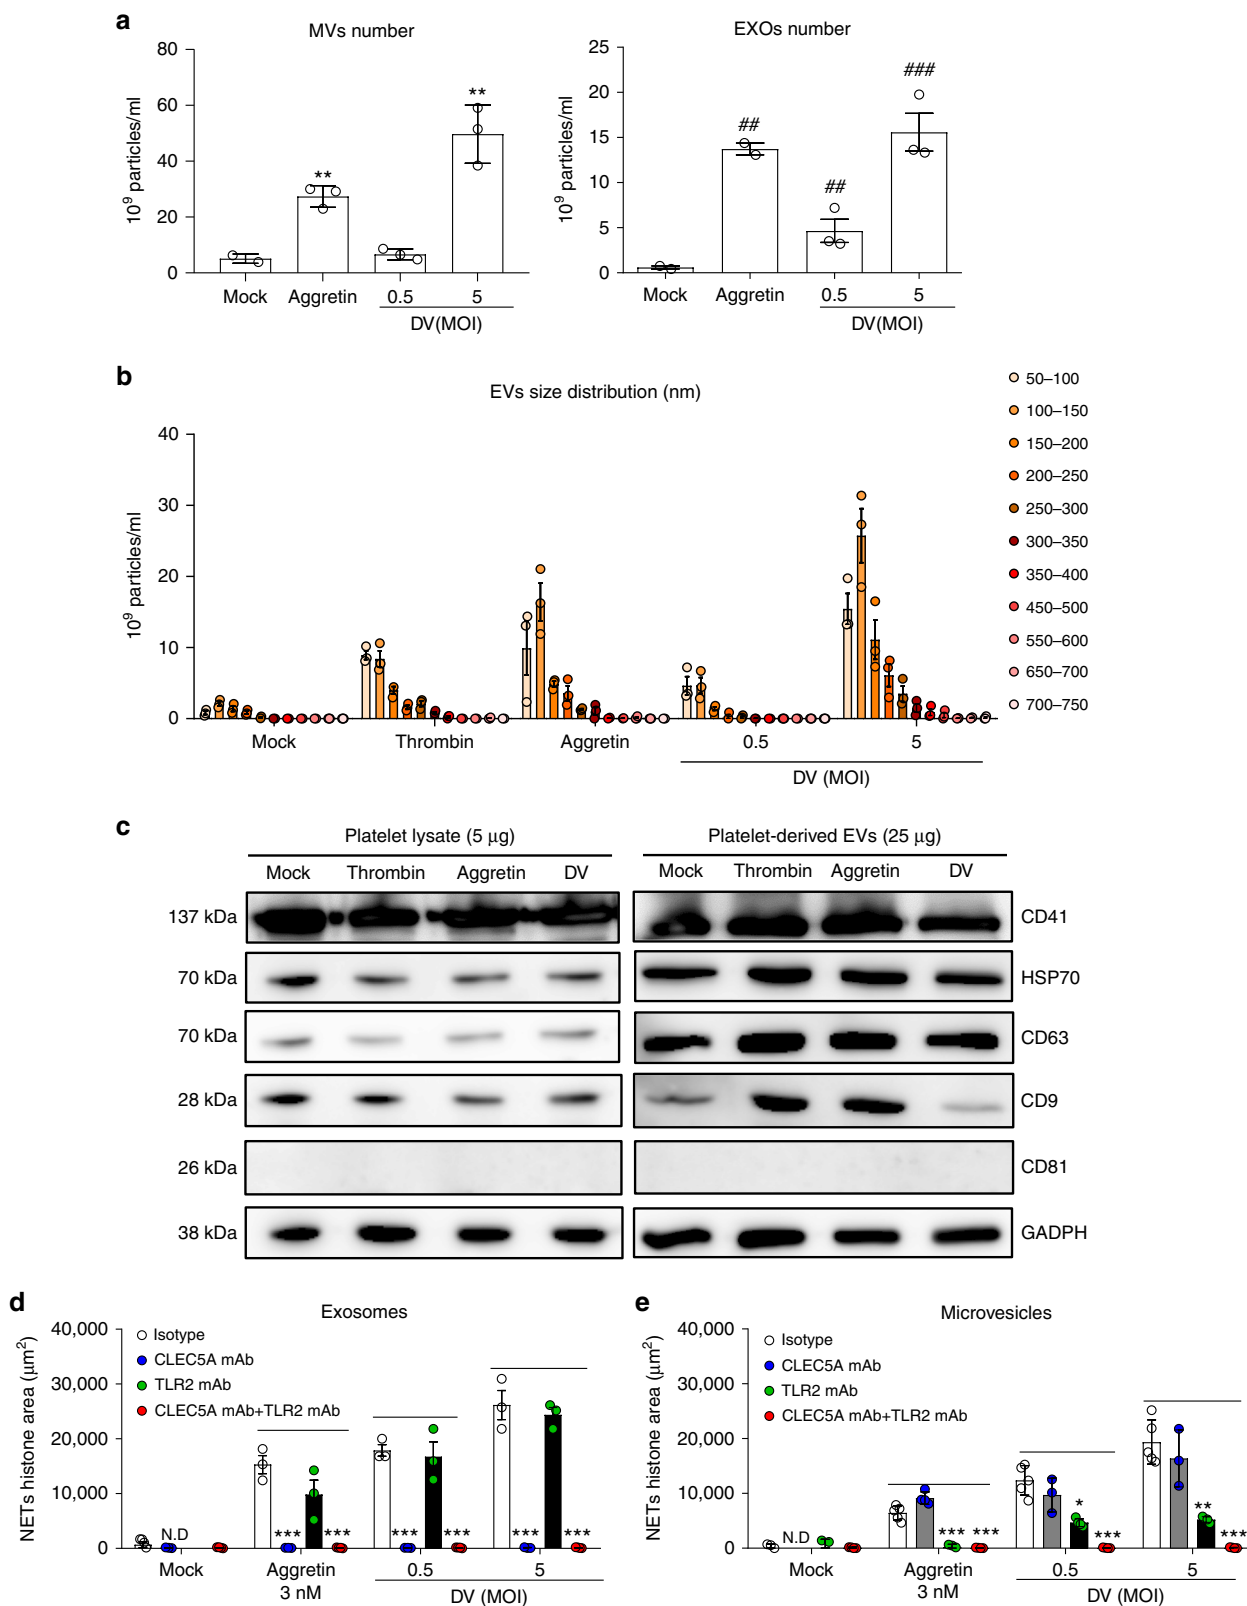 a
MVs number
10⁹ particles/ml
80
60
40
20
0
**
**
Mock Aggretin 0.5 5
DV(MOI)
EXOs number
10⁹ particles/ml
25
20
15
10
5
0
##
##
###
Mock Aggretin 0.5 5
DV(MOI)
b
EVs size distribution (nm)
10⁹ particles/ml
40
30
20
10
0
Mock Thrombin Aggretin 0.5 5
DV (MOI)
50–100
100–150
150–200
200–250
250–300
300–350
350–400
450–500
550–600
650–700
700–750
c
Platelet lysate (5 μg) Platelet-derived EVs (25 μg)
Mock Thrombin Aggretin DV Mock Thrombin Aggretin DV
137 kDa CD41
70 kDa HSP70
70 kDa CD63
28 kDa CD9
26 kDa CD81
38 kDa GADPH
d
Exosomes
NETs histone area (μm²)
40,000
30,000
20,000
10,000
0
Isotype
CLEC5A mAb
TLR2 mAb
CLEC5A mAb+TLR2 mAb
N.D *** *** *** *** *** ***
Mock Aggretin 3 nM 0.5 5
DV (MOI)
e
Microvesicles
NETs histone area (μm²)
40,000
30,000
20,000
10,000
0
Isotype
CLEC5A mAb
TLR2 mAb
CLEC5A mAb+TLR2 mAb
N.D *** *** * *** ** ***
Mock Aggretin 3 nM 0.5 5
DV (MOI)